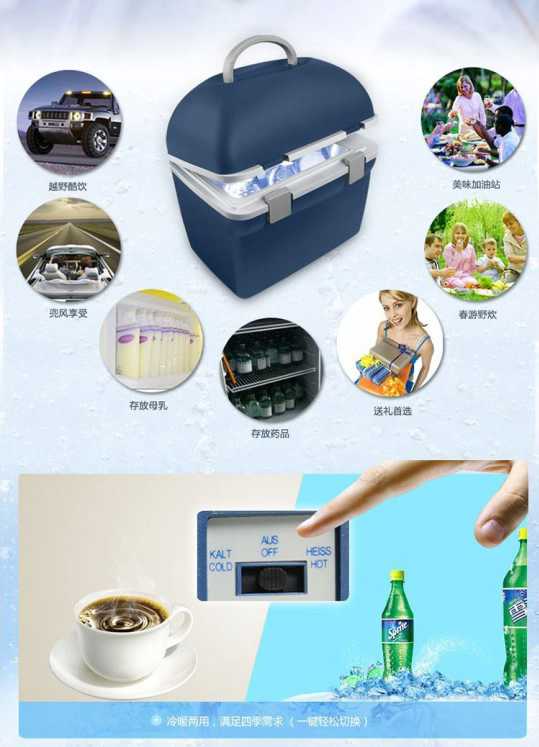 越野酷饮
美味加油站
兜风享受
春游野炊
存放母乳
送礼首选
存放药品
AUS
OFF
KALT
COLD
HEISS
HOT
Sprite
冷暖两用，满足四季需求（一键轻松切换）